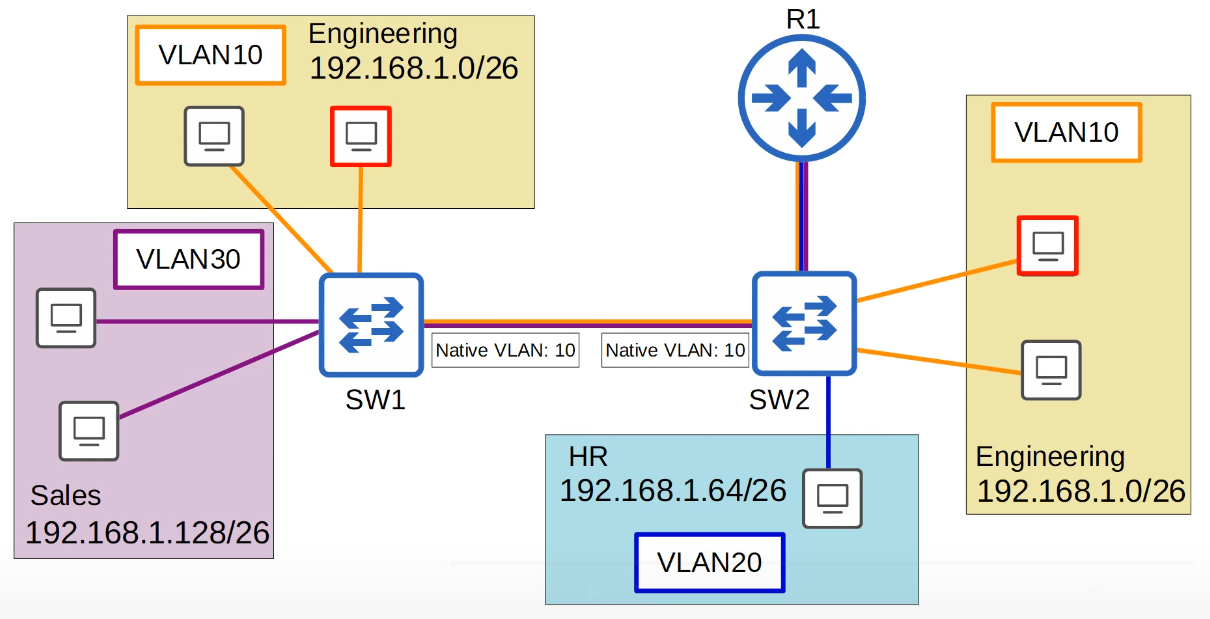 R1
VLAN10
Engineering
192.168.1.0/26
VLAN10
VLAN30
Native VLAN: 10
Native VLAN: 10
SW1
SW2
Sales
192.168.1.128/26
HR
192.168.1.64/26
VLAN20
Engineering
192.168.1.0/26